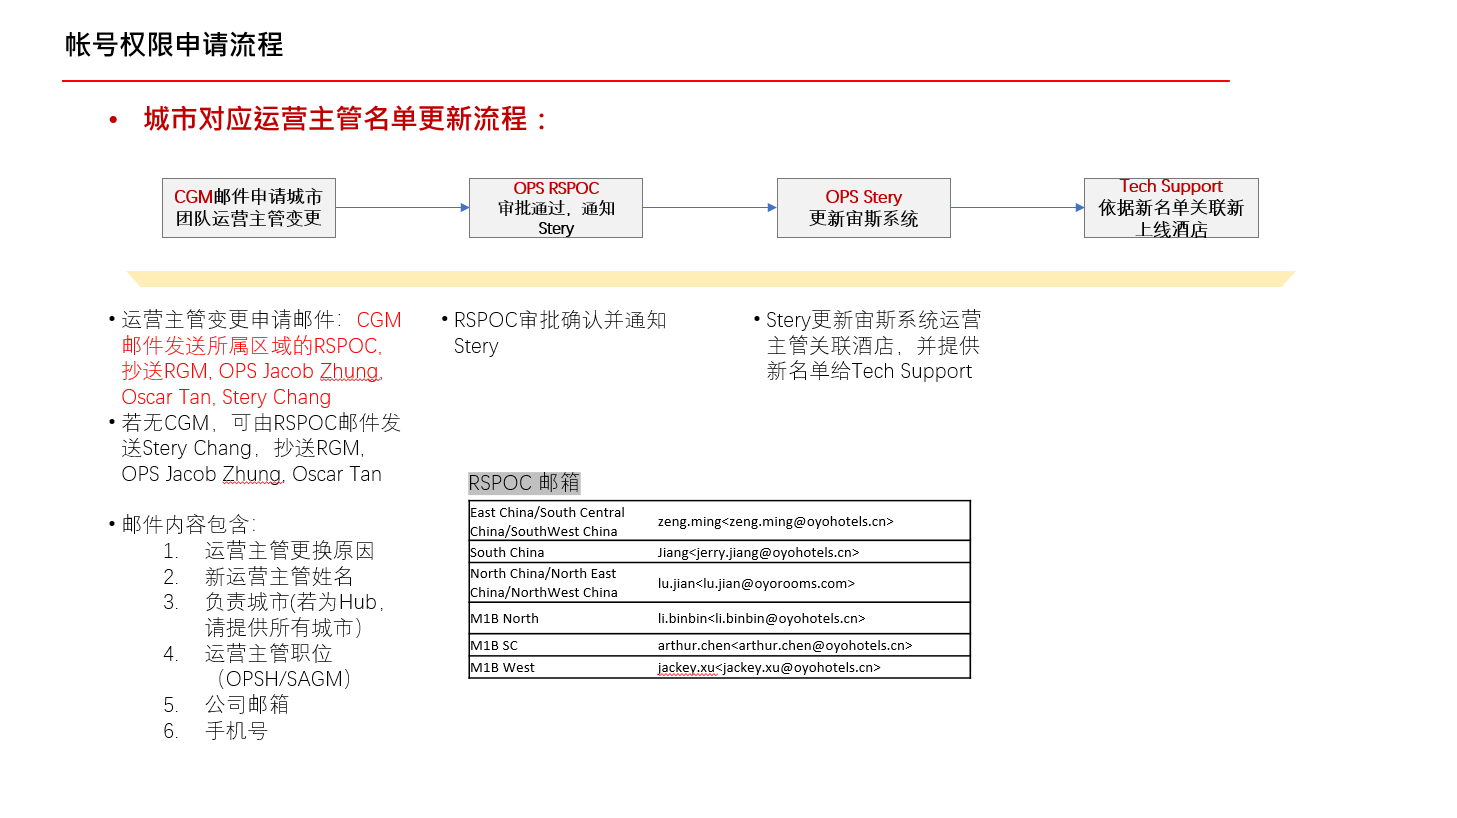 帐号权限申请流程
• 城市对应运营主管名单更新流程：
CGM邮件申请城市
团队运营主管变更
OPS RSPOC
审批通过，通知
Stery
OPS Stery
更新宙斯系统
Tech Support
依据新名单关联新
上线酒店
• 运营主管变更申请邮件：CGM
邮件发送所属区域的RSPOC,
抄送RGM, OPS Jacob Zhung,
Oscar Tan, Stery Chang
• 若无CGM，可由RSPOC邮件发
送Stery Chang，抄送RGM,
OPS Jacob Zhung, Oscar Tan
• 邮件内容包含：
1. 运营主管更换原因
2. 新运营主管姓名
3. 负责城市(若为Hub，
请提供所有城市）
4. 运营主管职位
（OPSH/SAGM）
5. 公司邮箱
6. 手机号
• RSPOC审批确认并通知
Stery
• Stery更新宙斯系统运营
主管关联酒店，并提供
新名单给Tech Support
RSPOC 邮箱
East China/South Central
China/SouthWest China
zeng.ming<zeng.ming@oyohotels.cn>
South China Jiang<jerry.jiang@oyohotels.cn>
North China/North East
China/NorthWest China
lu.jian<lu.jian@oyorooms.com>
M1B North li.binbin<li.binbin@oyohotels.cn>
M1B SC arthur.chen<arthur.chen@oyohotels.cn>
M1B West jackey.xu<jackey.xu@oyohotels.cn>